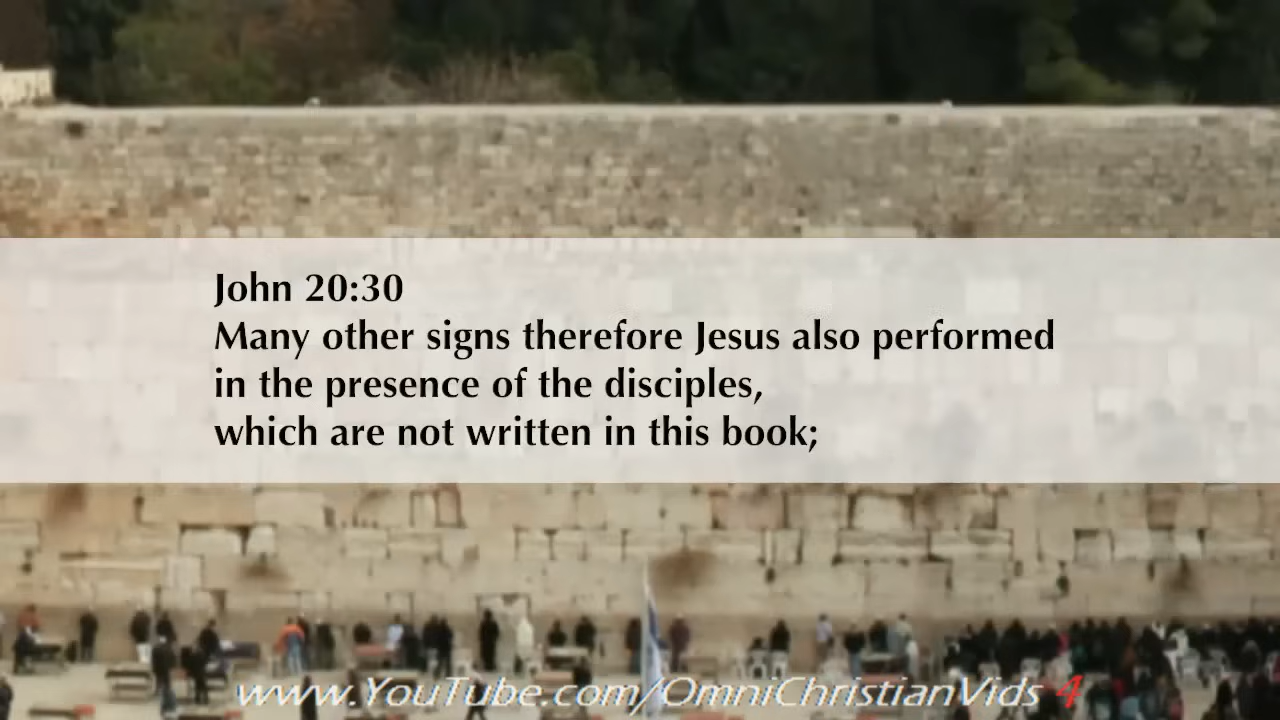 John 20:30
Many other signs therefore Jesus also performed
in the presence of the disciples,
which are not written in this book;
www.YouTube.com/OmniChristianVids 4